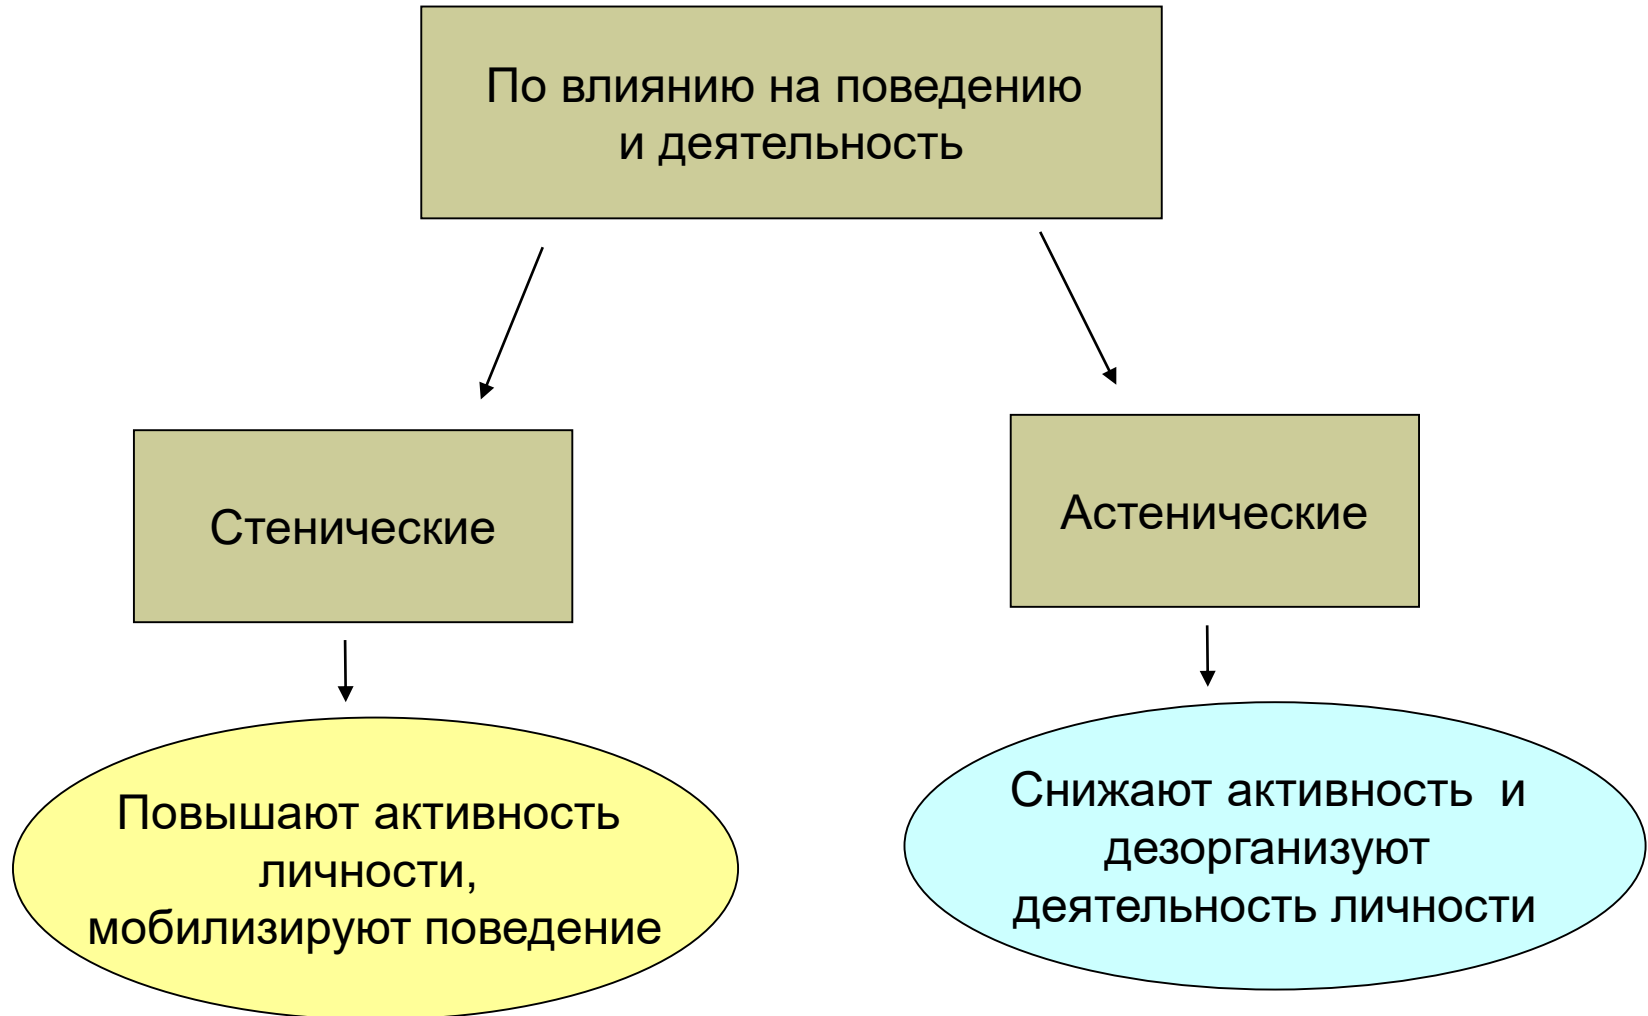 По влиянию на поведению
и деятельность
Стенические
Астенические
Повышают активность
личности,
мобилизируют поведение
Снижают активность и
дезорганизуют
деятельность личности